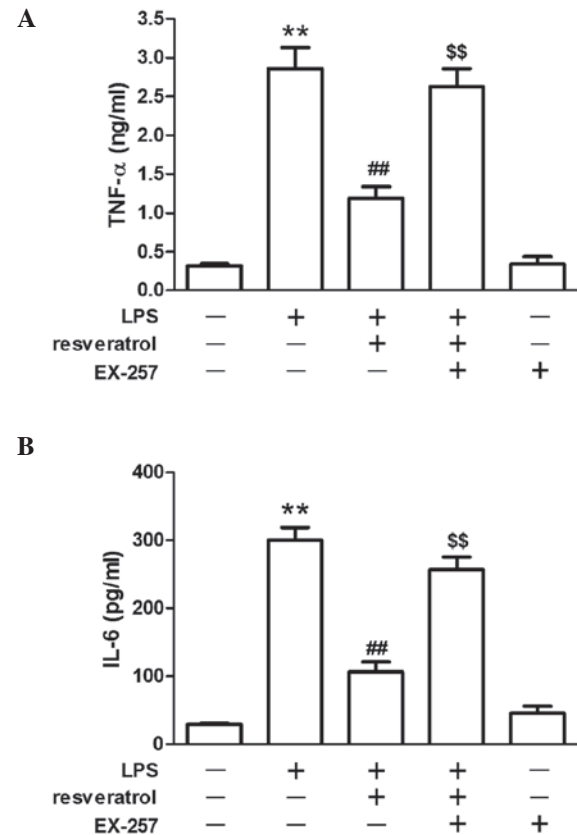 A
TNF-α (ng/ml)
3.5
3.0
2.5
2.0
1.5
1.0
0.5
0.0
**
##
$$
LPS — + + + —
resveratrol — — + + —
EX-257 — — — + +
B
IL-6 (pg/ml)
400
300
200
100
0
**
##
$$
LPS — + + + —
resveratrol — — + + —
EX-257 — — — + +